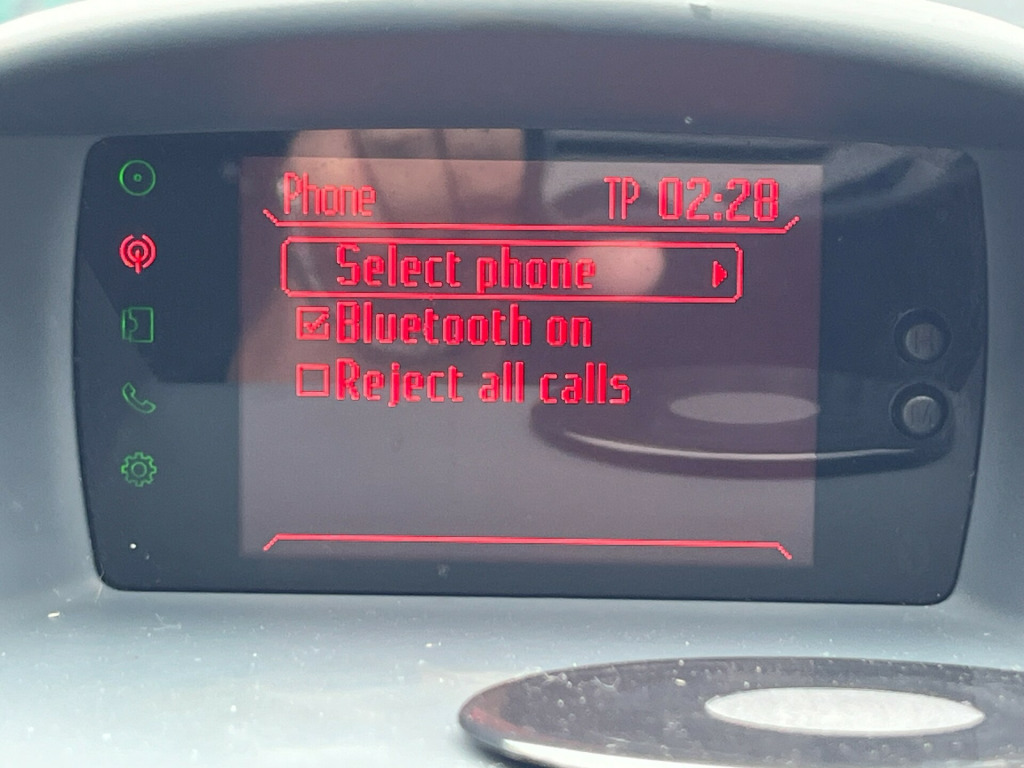 Phone TP 02:28
Select phone
Bluetooth on
Reject all calls